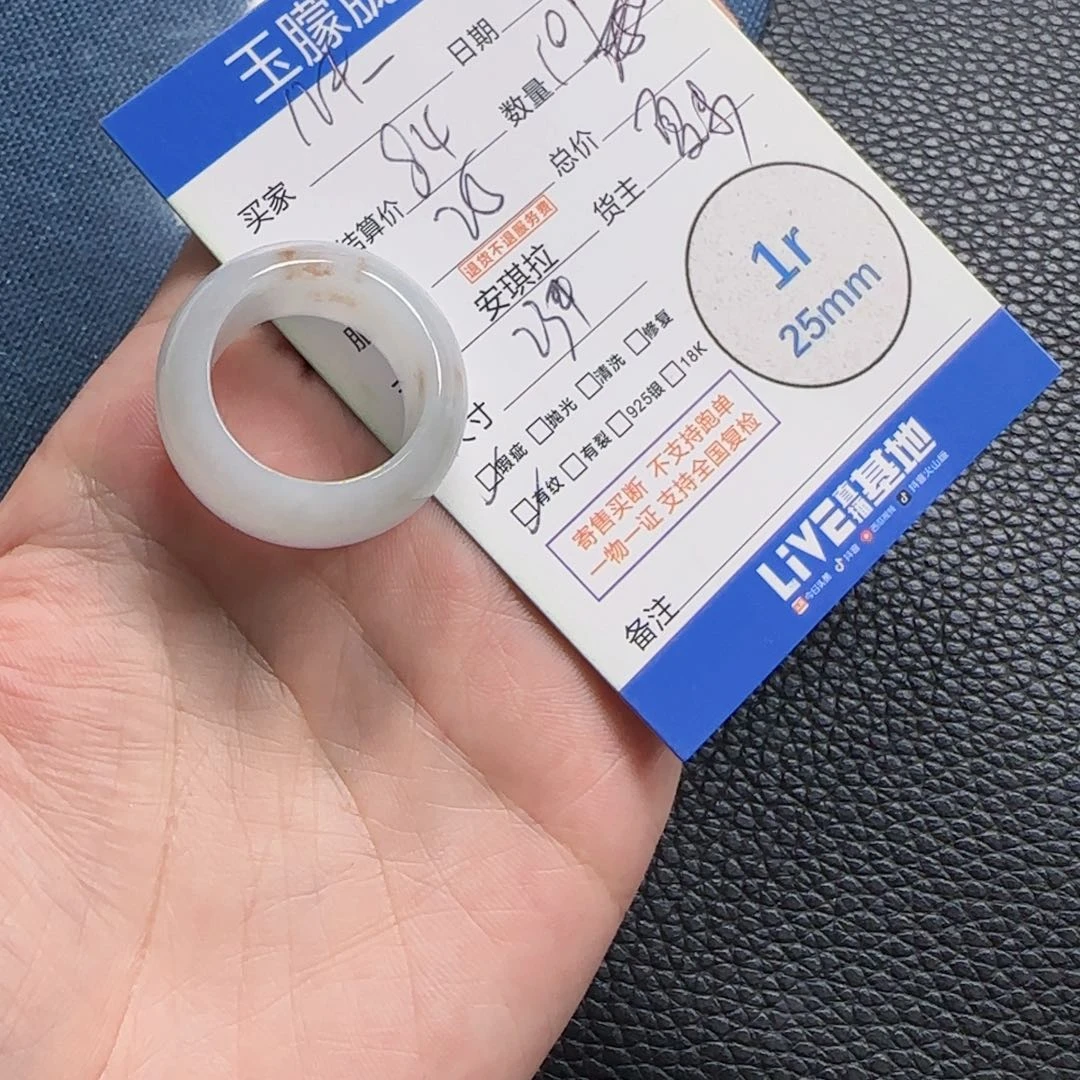 玉朦胧
日期
买家
数量
结算价 84
总价
20
退货不退服务费
货主
安琪拉
寸
瑕疵 抛光 清洗 修复
有纹 有裂 925银 18K
寄售买断 不支持跑单
一物一证 支持全国复检
备注
1r
25mm
LiVE直播基地
今日头条 抖音 西瓜视频 抖音火山版